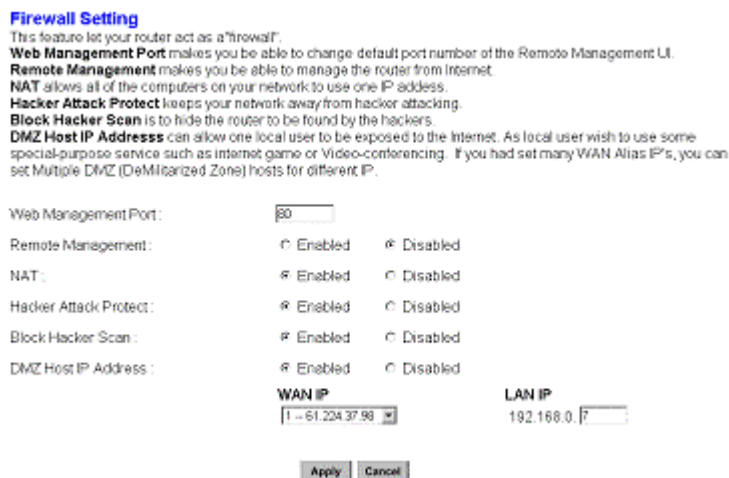 Firewall Setting
This feature let your router act as a"firewall".
Web Management Port makes you be able to change default port number of the Remote Management UI.
Remote Management makes you be able to manage the router from Internet.
NAT allows all of the computers on your network to use one IP addess.
Hacker Attack Protect keeps your network away from hacker attacking.
Block Hacker Scan is to hide the router to be found by the hackers.
DMZ Host IP Addresss can allow one local user to be exposed to the Internet. As local user wish to use some
special-purpose service such as internet game or Video-conferencing. If you had set many WAN Alias IP's, you can
set Multiple DMZ (DeMilitarized Zone) hosts for different IP.
Web Management Port : 80
Remote Management : Enabled Disabled
NAT : Enabled Disabled
Hacker Attack Protect : Enabled Disabled
Block Hacker Scan : Enabled Disabled
DMZ Host IP Address : Enabled Disabled
WAN IP LAN IP
1 -- 61.224.37.98 192.168.0. 7
Apply Cancel